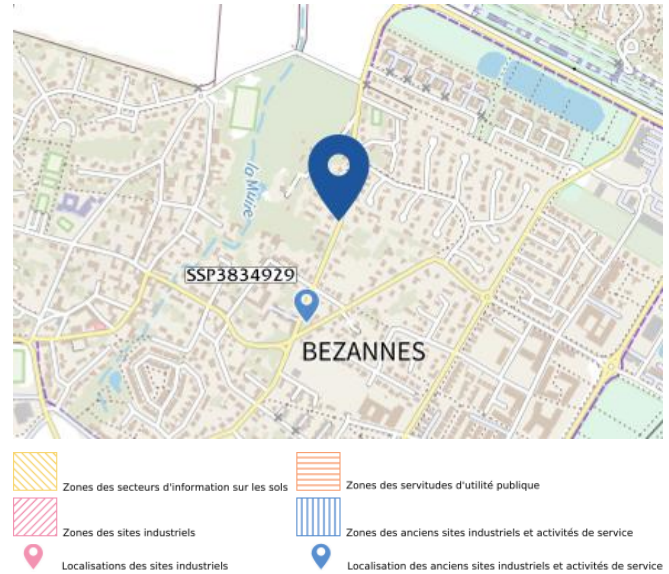 la Muire
SSP3834929
BEZANNES
Zones des secteurs d'information sur les sols
Zones des servitudes d'utilité publique
Zones des sites industriels
Zones des anciens sites industriels et activités de service
Localisations des sites industriels
Localisation des anciens sites industriels et activités de service